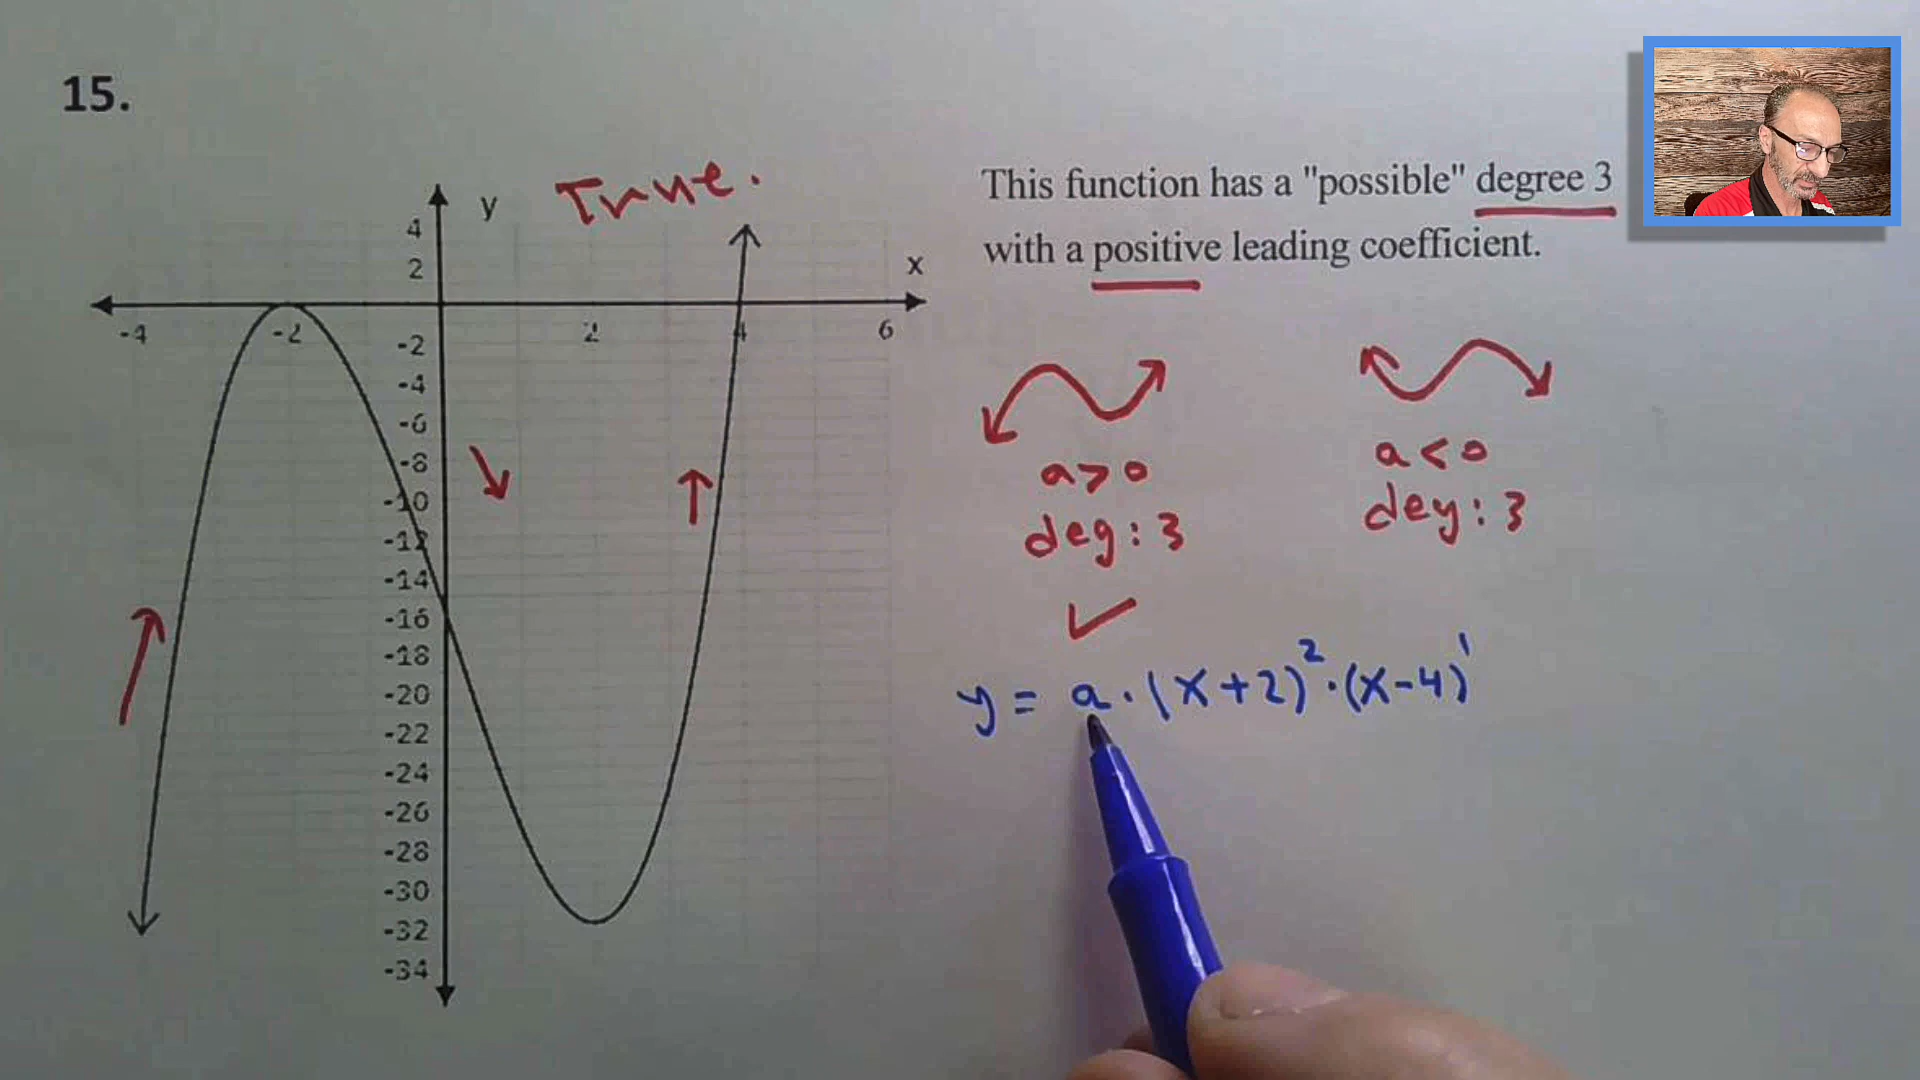 15.
True.
This function has a "possible" degree 3
with a positive leading coefficient.
y
4
2
x
-4
-2
2
4
6
-2
-4
-6
-8
-10
-12
-14
-16
-18
-20
-22
-24
-26
-28
-30
-32
-34
a>0
deg: 3
a<0
deg: 3
y = a·(x+2)²·(x-4)¹